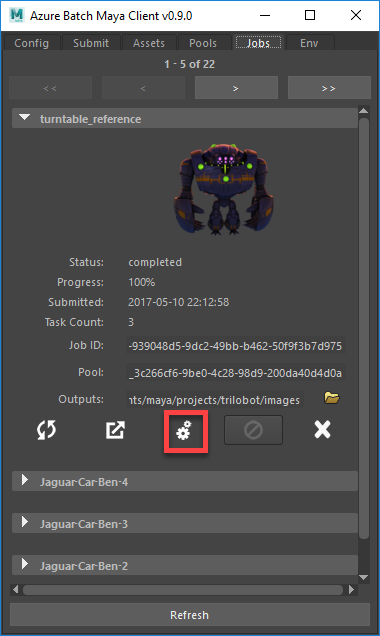 Azure Batch Maya Client v0.9.0
Config Submit Assets Pools Jobs Env
1 - 5 of 22
<< < > >>
turntable_reference
Status: completed
Progress: 100%
Submitted: 2017-05-10 22:12:58
Task Count: 3
Job ID: -939048d5-9dc2-49bb-b462-50f9f3b7d975
Pool: _3c266cf6-9be0-4c28-98d9-200da40d4d0a
Outputs: nts/maya/projects/trilobot/images
Jaguar-Car-Ben-4
Jaguar-Car-Ben-3
Jaguar-Car-Ben-2
Refresh